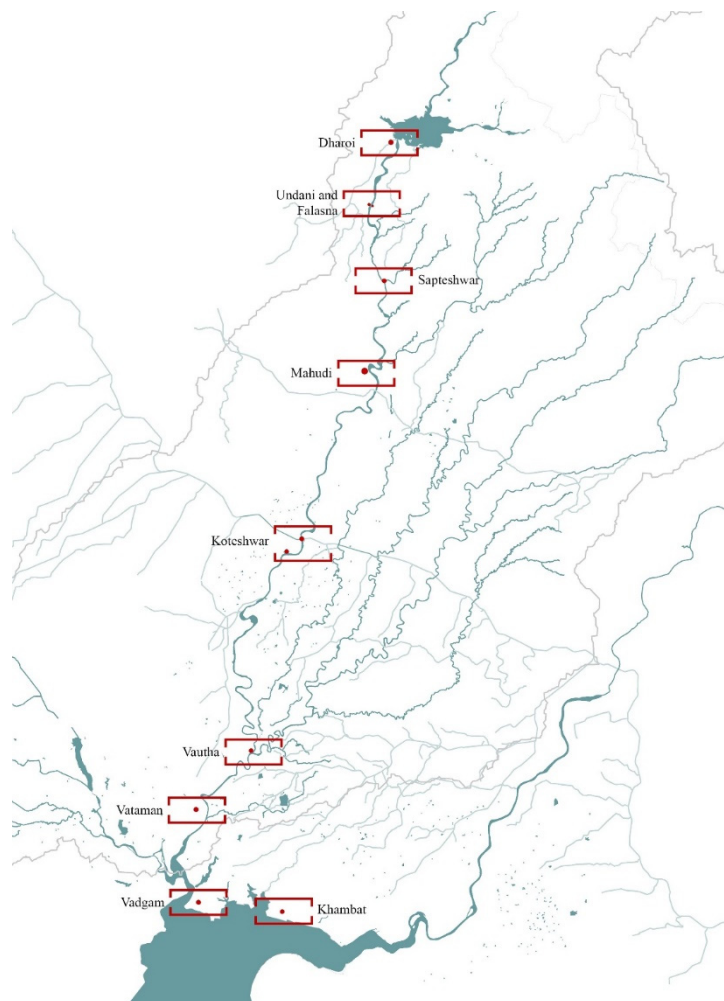 Dharoi
Undani and
Falasna
Sapteshwar
Mahudi
Koteshwar
Vautha
Vataman
Vadgam
Khambat